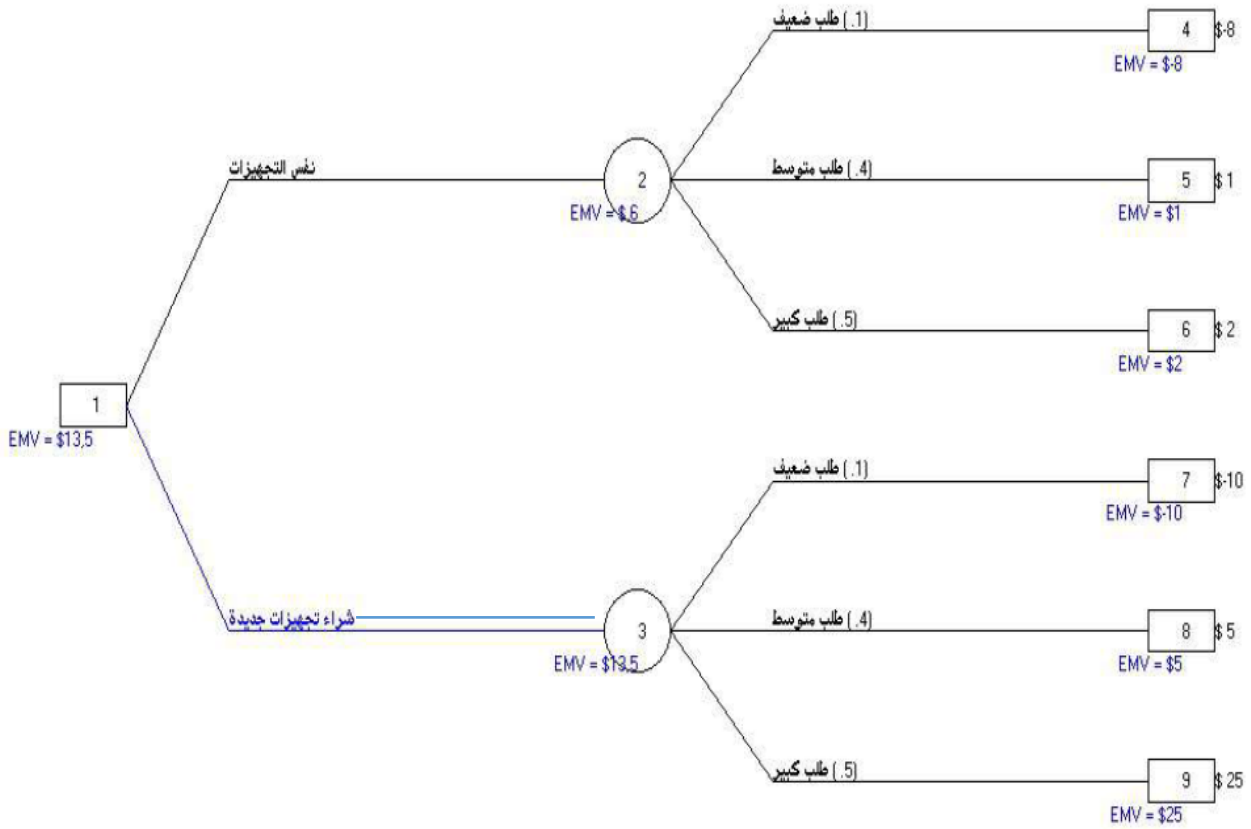 طلب ضعيف (.1)
4 $-8
EMV = $-8
نفس التجهيزات
2
EMV = $,6
طلب متوسط (.4)
5 $ 1
EMV = $1
طلب كبير (.5)
6 $ 2
EMV = $2
1
EMV = $13,5
طلب ضعيف (.1)
7 $-10
EMV = $-10
شراء تجهيزات جديدة
3
EMV = $13,5
طلب متوسط (.4)
8 $ 5
EMV = $5
طلب كبير (.5)
9 $ 25
EMV = $25